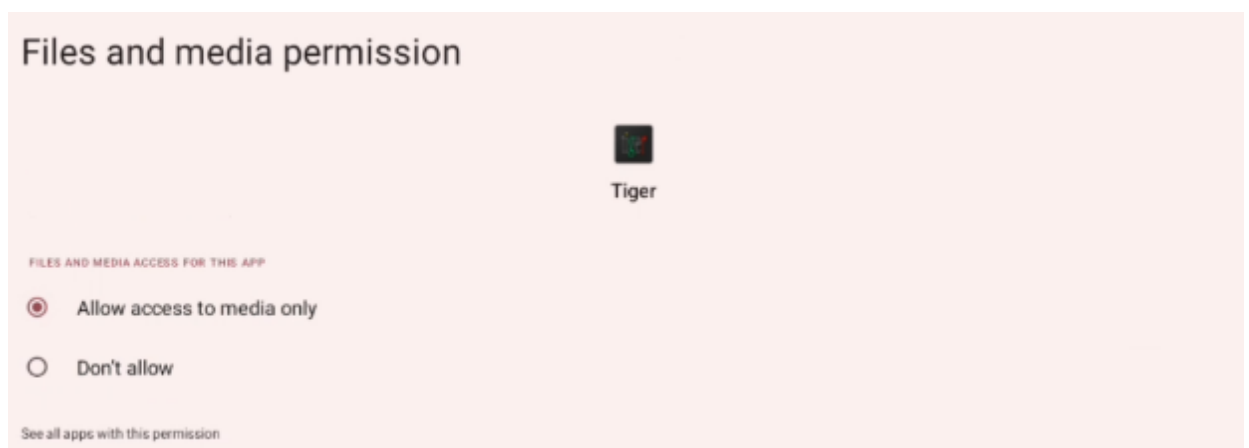 Files and media permission
Tiger
FILES AND MEDIA ACCESS FOR THIS APP
Allow access to media only
Don't allow
See all apps with this permission